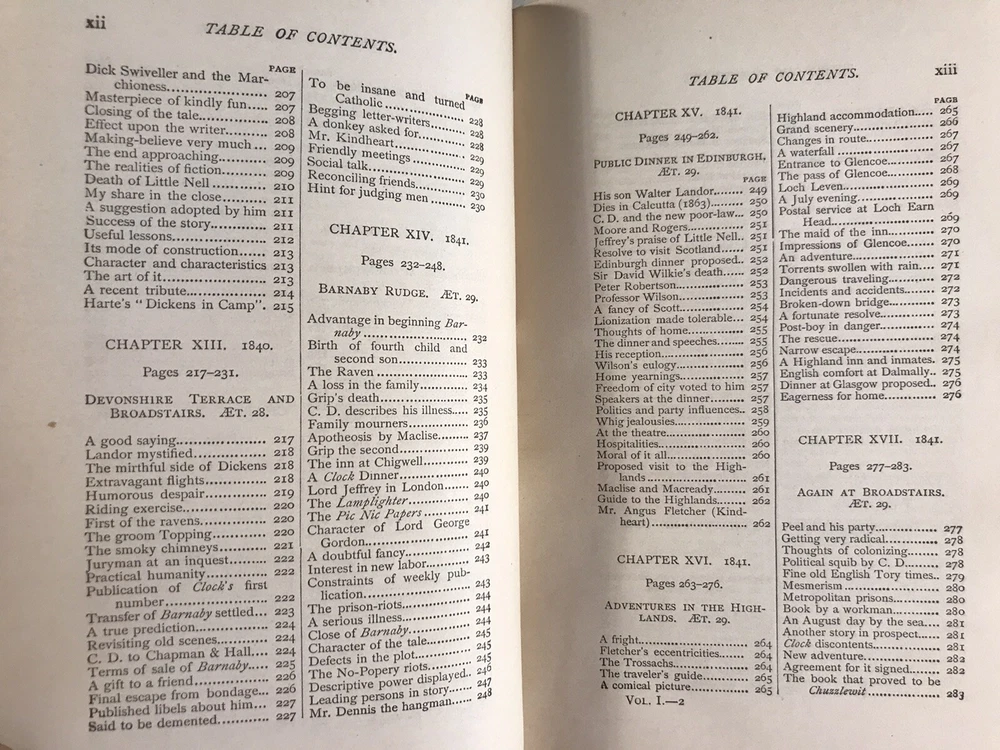 xii
TABLE OF CONTENTS.
PAGE
Dick Swiveller and the Mar-
chioness.................. 207
Masterpiece of kindly fun..... 207
Closing of the tale........... 208
Effect upon the writer........ 208
Making-believe very much... 209
The end approaching.......... 209
The realities of fiction........ 209
Death of Little Nell ......... 210
My share in the close......... 211
A suggestion adopted by him 211
Success of the story........... 211
Useful lessons................ 212
Its mode of construction...... 213
Character and characteristics 213
The art of it................. 213
A recent tribute.............. 214
Harte's "Dickens in Camp". 215
CHAPTER XIII. 1840.
Pages 217-231.
DEVONSHIRE TERRACE AND
BROADSTAIRS. ÆT. 28.
A good saying................ 217
Landor mystified............. 218
The mirthful side of Dickens 218
Extravagant flights........... 218
Humorous despair............ 219
Riding exercise............... 220
First of the ravens............ 220
The groom Topping.......... 220
The smoky chimneys......... 221
Juryman at an inquest........ 222
Practical humanity........... 222
Publication of Clock's first
number................... 222
Transfer of Barnaby settled... 223
A true prediction............. 224
Revisiting old scenes......... 224
C. D. to Chapman & Hall.... 224
Terms of sale of Barnaby..... 225
A gift to a friend............. 226
Final escape from bondage... 226
Published libels about him... 227
Said to be demented.......... 227
PAGE
To be insane and turned
Catholic .................. 228
Begging letter-writers......... 228
A donkey asked for........... 228
Mr. Kindheart................ 229
Friendly meetings............ 229
Social talk.................... 229
Reconciling friends........... 230
Hint for judging men ........ 230
CHAPTER XIV. 1841.
Pages 232-248.
BARNABY RUDGE. ÆT. 29.
Advantage in beginning Bar-
naby ..................... 232
Birth of fourth child and
second son................ 233
The Raven ................... 233
A loss in the family........... 234
Grip's death.................. 235
C. D. describes his illness..... 235
Family mourners............. 236
Apotheosis by Maclise........ 237
Grip the second.............. 239
The inn at Chigwell.......... 239
A Clock Dinner.............. 240
Lord Jeffrey in London....... 240
The Lamplighter............. 240
The Pic Nic Papers.......... 241
Character of Lord George
Gordon................... 241
A doubtful fancy............. 242
Interest in new labor......... 243
Constraints of weekly pub-
lication................... 243
The prison-riots.............. 244
A serious illness.............. 244
Close of Barnaby............ 244
Character of the tale.......... 245
Defects in the plot............ 245
The No-Popery riots......... 245
Descriptive power displayed.. 246
Leading persons in story...... 247
Mr. Dennis the hangman...... 248
TABLE OF CONTENTS.
xiii
CHAPTER XV. 1841.
Pages 249-262.
PUBLIC DINNER IN EDINBURGH.
ÆT. 29.
PAGE
His son Walter Landor....... 249
Dies in Calcutta (1863)....... 250
C. D. and the new poor-law... 250
Moore and Rogers............ 251
Jeffrey's praise of Little Nell.. 251
Resolve to visit Scotland...... 251
Edinburgh dinner proposed.. 252
Sir David Wilkie's death...... 252
Peter Robertson.............. 253
Professor Wilson............. 253
A fancy of Scott.............. 254
Lionization made tolerable... 254
Thoughts of home............ 255
The dinner and speeches...... 255
His reception................. 256
Wilson's eulogy.............. 256
Home yearnings.............. 257
Freedom of city voted to him 257
Speakers at the dinner........ 257
Politics and party influences.. 258
Whig jealousies............... 259
At the theatre................ 260
Hospitalities.................. 260
Moral of it all................ 260
Proposed visit to the High-
lands...................... 261
Maclise and Macready....... 261
Guide to the Highlands....... 262
Mr. Angus Fletcher (Kind-
heart)..................... 262
CHAPTER XVI. 1841.
Pages 263-276.
ADVENTURES IN THE HIGH-
LANDS. ÆT. 29.
A fright...................... 264
Fletcher's eccentricities....... 264
The Trossachs................ 264
The traveler's guide.......... 265
A comical picture............. 265
VOL. I.—2
PAGE
Highland accommodation..... 265
Grand scenery................ 266
Changes in route............. 267
A waterfall .................. 267
Entrance to Glencoe.......... 267
The pass of Glencoe.......... 268
Loch Leven................... 269
A July evening............... 269
Postal service at Loch Earn
Head..................... 269
The maid of the inn.......... 270
Impressions of Glencoe....... 270
An adventure................. 271
Torrents swollen with rain.... 271
Dangerous traveling.......... 272
Incidents and accidents....... 272
Broken-down bridge.......... 273
A fortunate resolve........... 273
Post-boy in danger........... 274
The rescue................... 274
Narrow escape............... 274
A Highland inn and inmates. 275
English comfort at Dalmally.. 275
Dinner at Glasgow proposed.. 276
Eagerness for home........... 276
CHAPTER XVII. 1841.
Pages 277-283.
AGAIN AT BROADSTAIRS.
ÆT. 29.
Peel and his party............ 277
Getting very radical........... 278
Thoughts of colonizing....... 278
Political squib by C. D....... 278
Fine old English Tory times.. 279
Mesmerism .................. 280
Metropolitan prisons.......... 280
Book by a workman.......... 280
An August day by the sea.... 281
Another story in prospect..... 281
Clock discontents............. 281
New adventure............... 282
Agreement for it signed....... 282
The book that proved to be
Chuzzlewit ............... 283